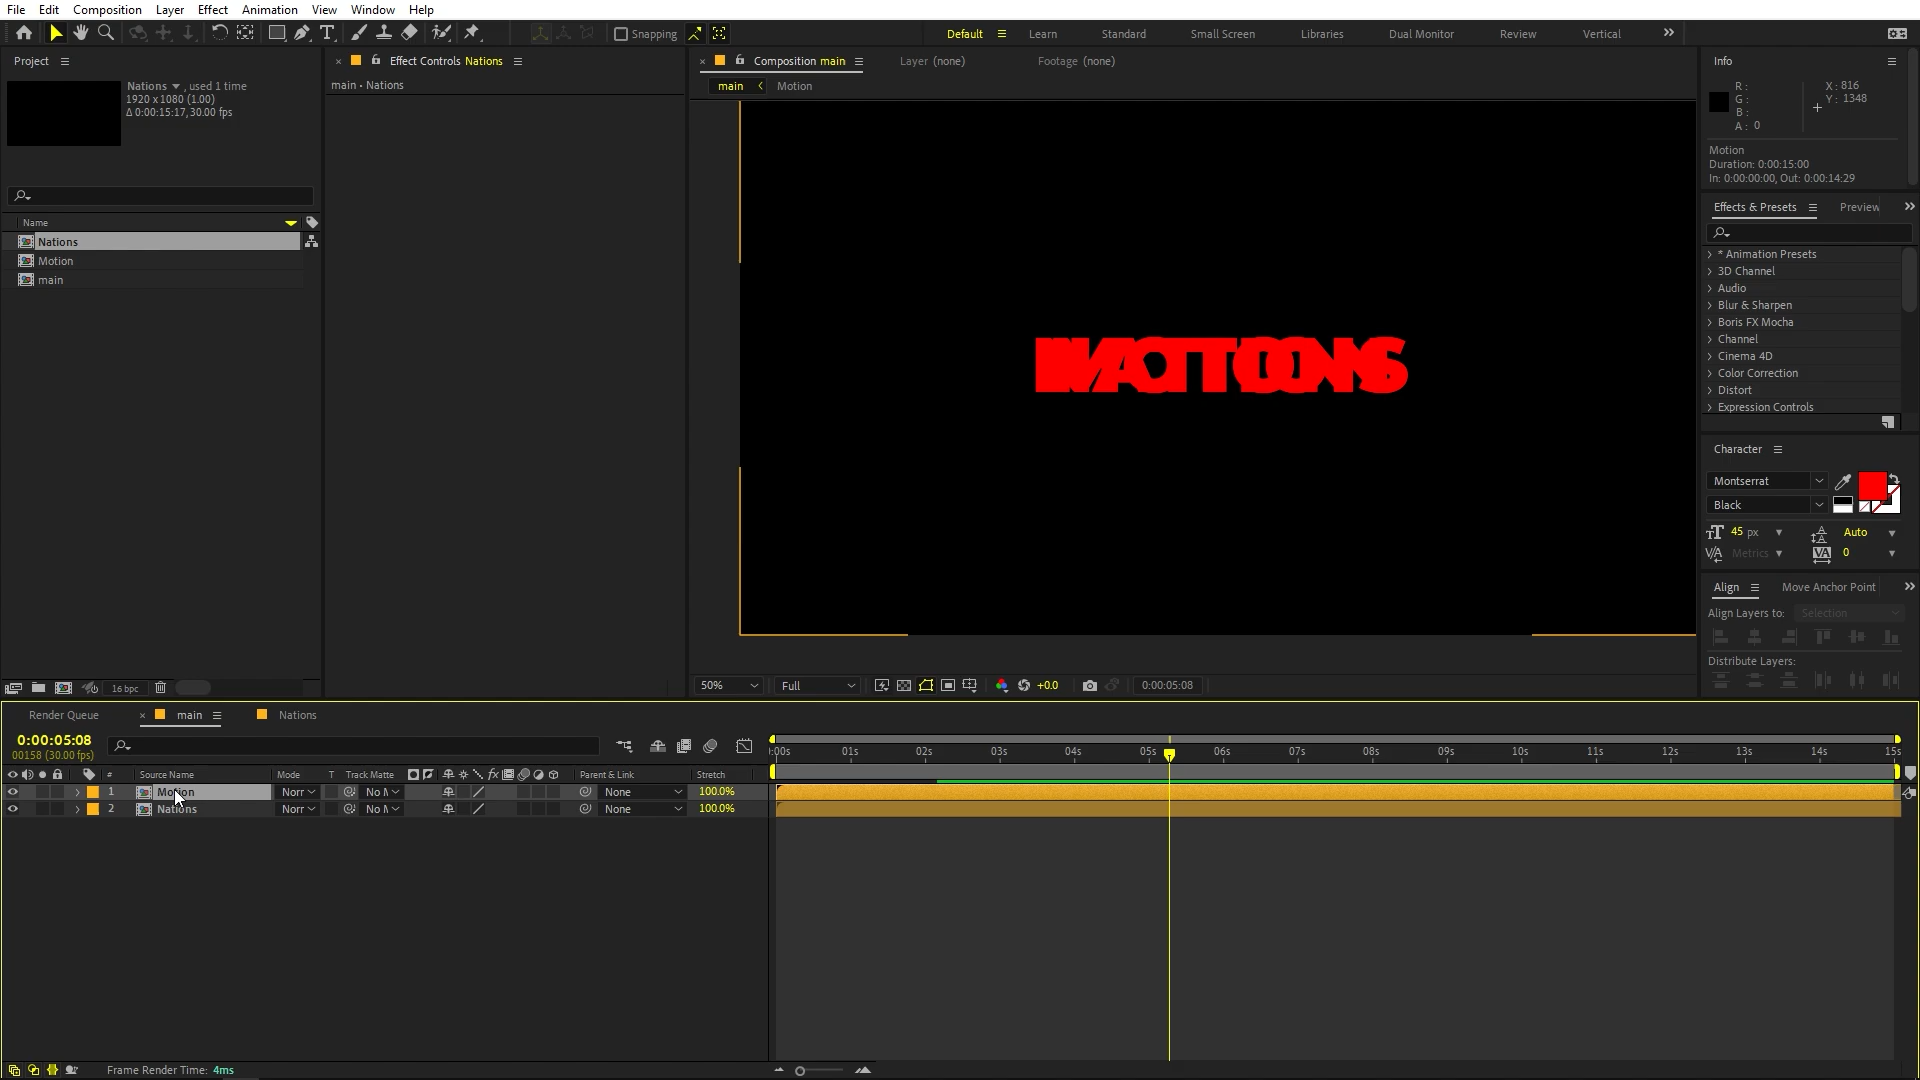 File Edit Composition Layer Effect Animation View Window Help
Snapping
Default Learn Standard Small Screen Libraries Dual Monitor Review Vertical
Project
Nations , used 1 time
1920 x 1080 (1.00)
Δ 0:00:15:17, 30.00 fps
Name
Nations
Motion
main
16 bpc
Effect Controls Nations
main • Nations
Composition main Layer (none) Footage (none)
main Motion
50% Full +0.0 0:00:05:08
Info
R :
G :
B :
A : 0
X : 816
Y : 1348
Motion
Duration: 0:00:15:00
In: 0:00:00:00, Out: 0:00:14:29
Effects & Presets Preview
* Animation Presets
3D Channel
Audio
Blur & Sharpen
Boris FX Mocha
Channel
Cinema 4D
Color Correction
Distort
Expression Controls
Character
Montserrat
Black
45 px Auto
Metrics 0
Align Move Anchor Point
Align Layers to: Selection
Distribute Layers:
Render Queue main Nations
0:00:05:08
00158 (30.00 fps)
:00s 01s 02s 03s 04s 05s 06s 07s 08s 09s 10s 11s 12s 13s 14s 15s
# Source Name Mode T Track Matte fx Parent & Link Stretch
1 Motion Norr No M None 100.0%
2 Nations Norr No M None 100.0%
Frame Render Time: 4ms